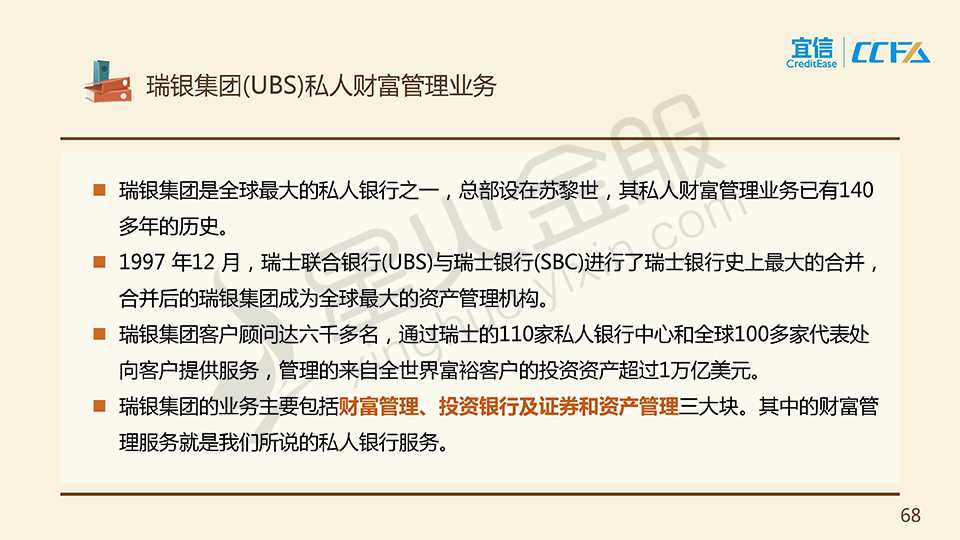 宜信
CreditEase
CCFA
瑞银集团(UBS)私人财富管理业务
瑞银集团是全球最大的私人银行之一，总部设在苏黎世，其私人财富管理业务已有140
多年的历史。
1997 年12 月，瑞士联合银行(UBS)与瑞士银行(SBC)进行了瑞士银行史上最大的合并，
合并后的瑞银集团成为全球最大的资产管理机构。
瑞银集团客户顾问达六千多名，通过瑞士的110家私人银行中心和全球100多家代表处
向客户提供服务，管理的来自全世界富裕客户的投资资产超过1万亿美元。
瑞银集团的业务主要包括财富管理、投资银行及证券和资产管理三大块。其中的财富管
理服务就是我们所说的私人银行服务。
星火金服
xinghuo.yixin.com
68